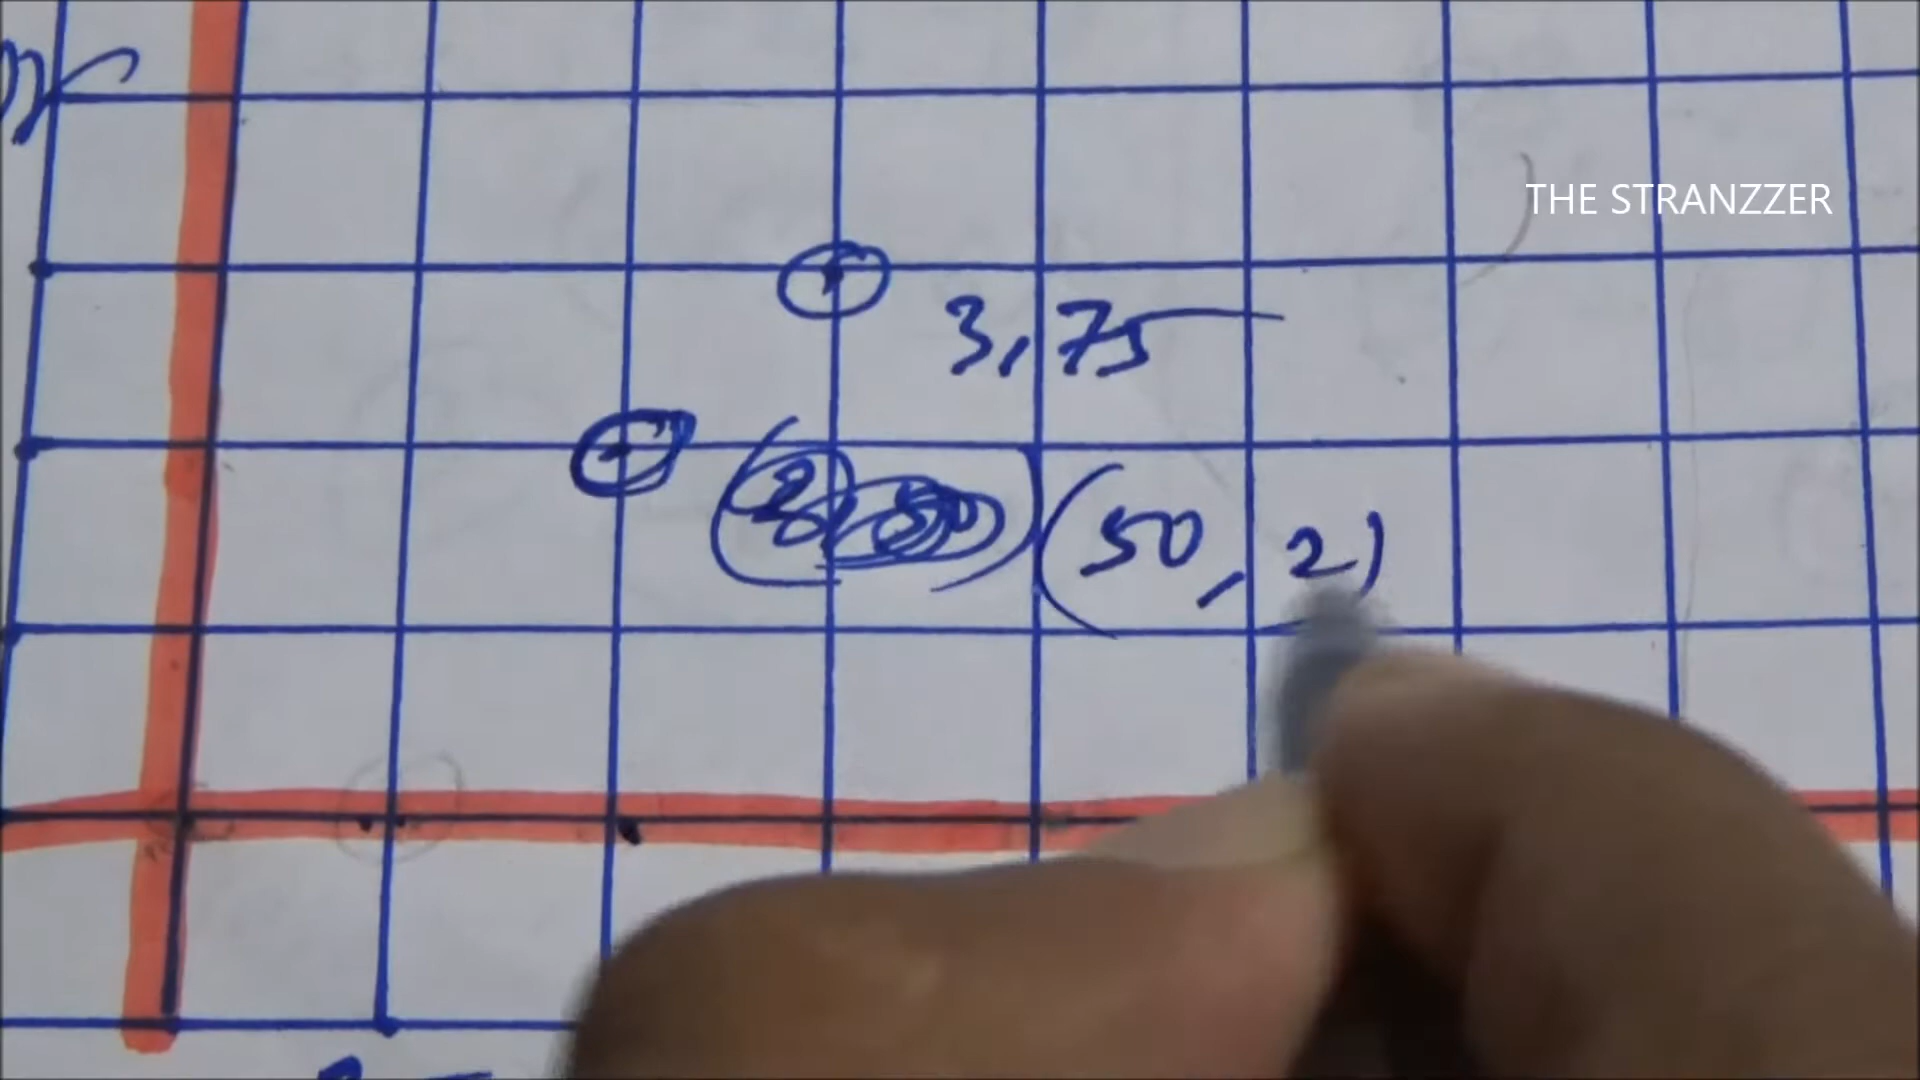 THE STRANZZER
3,75
(50, 2)